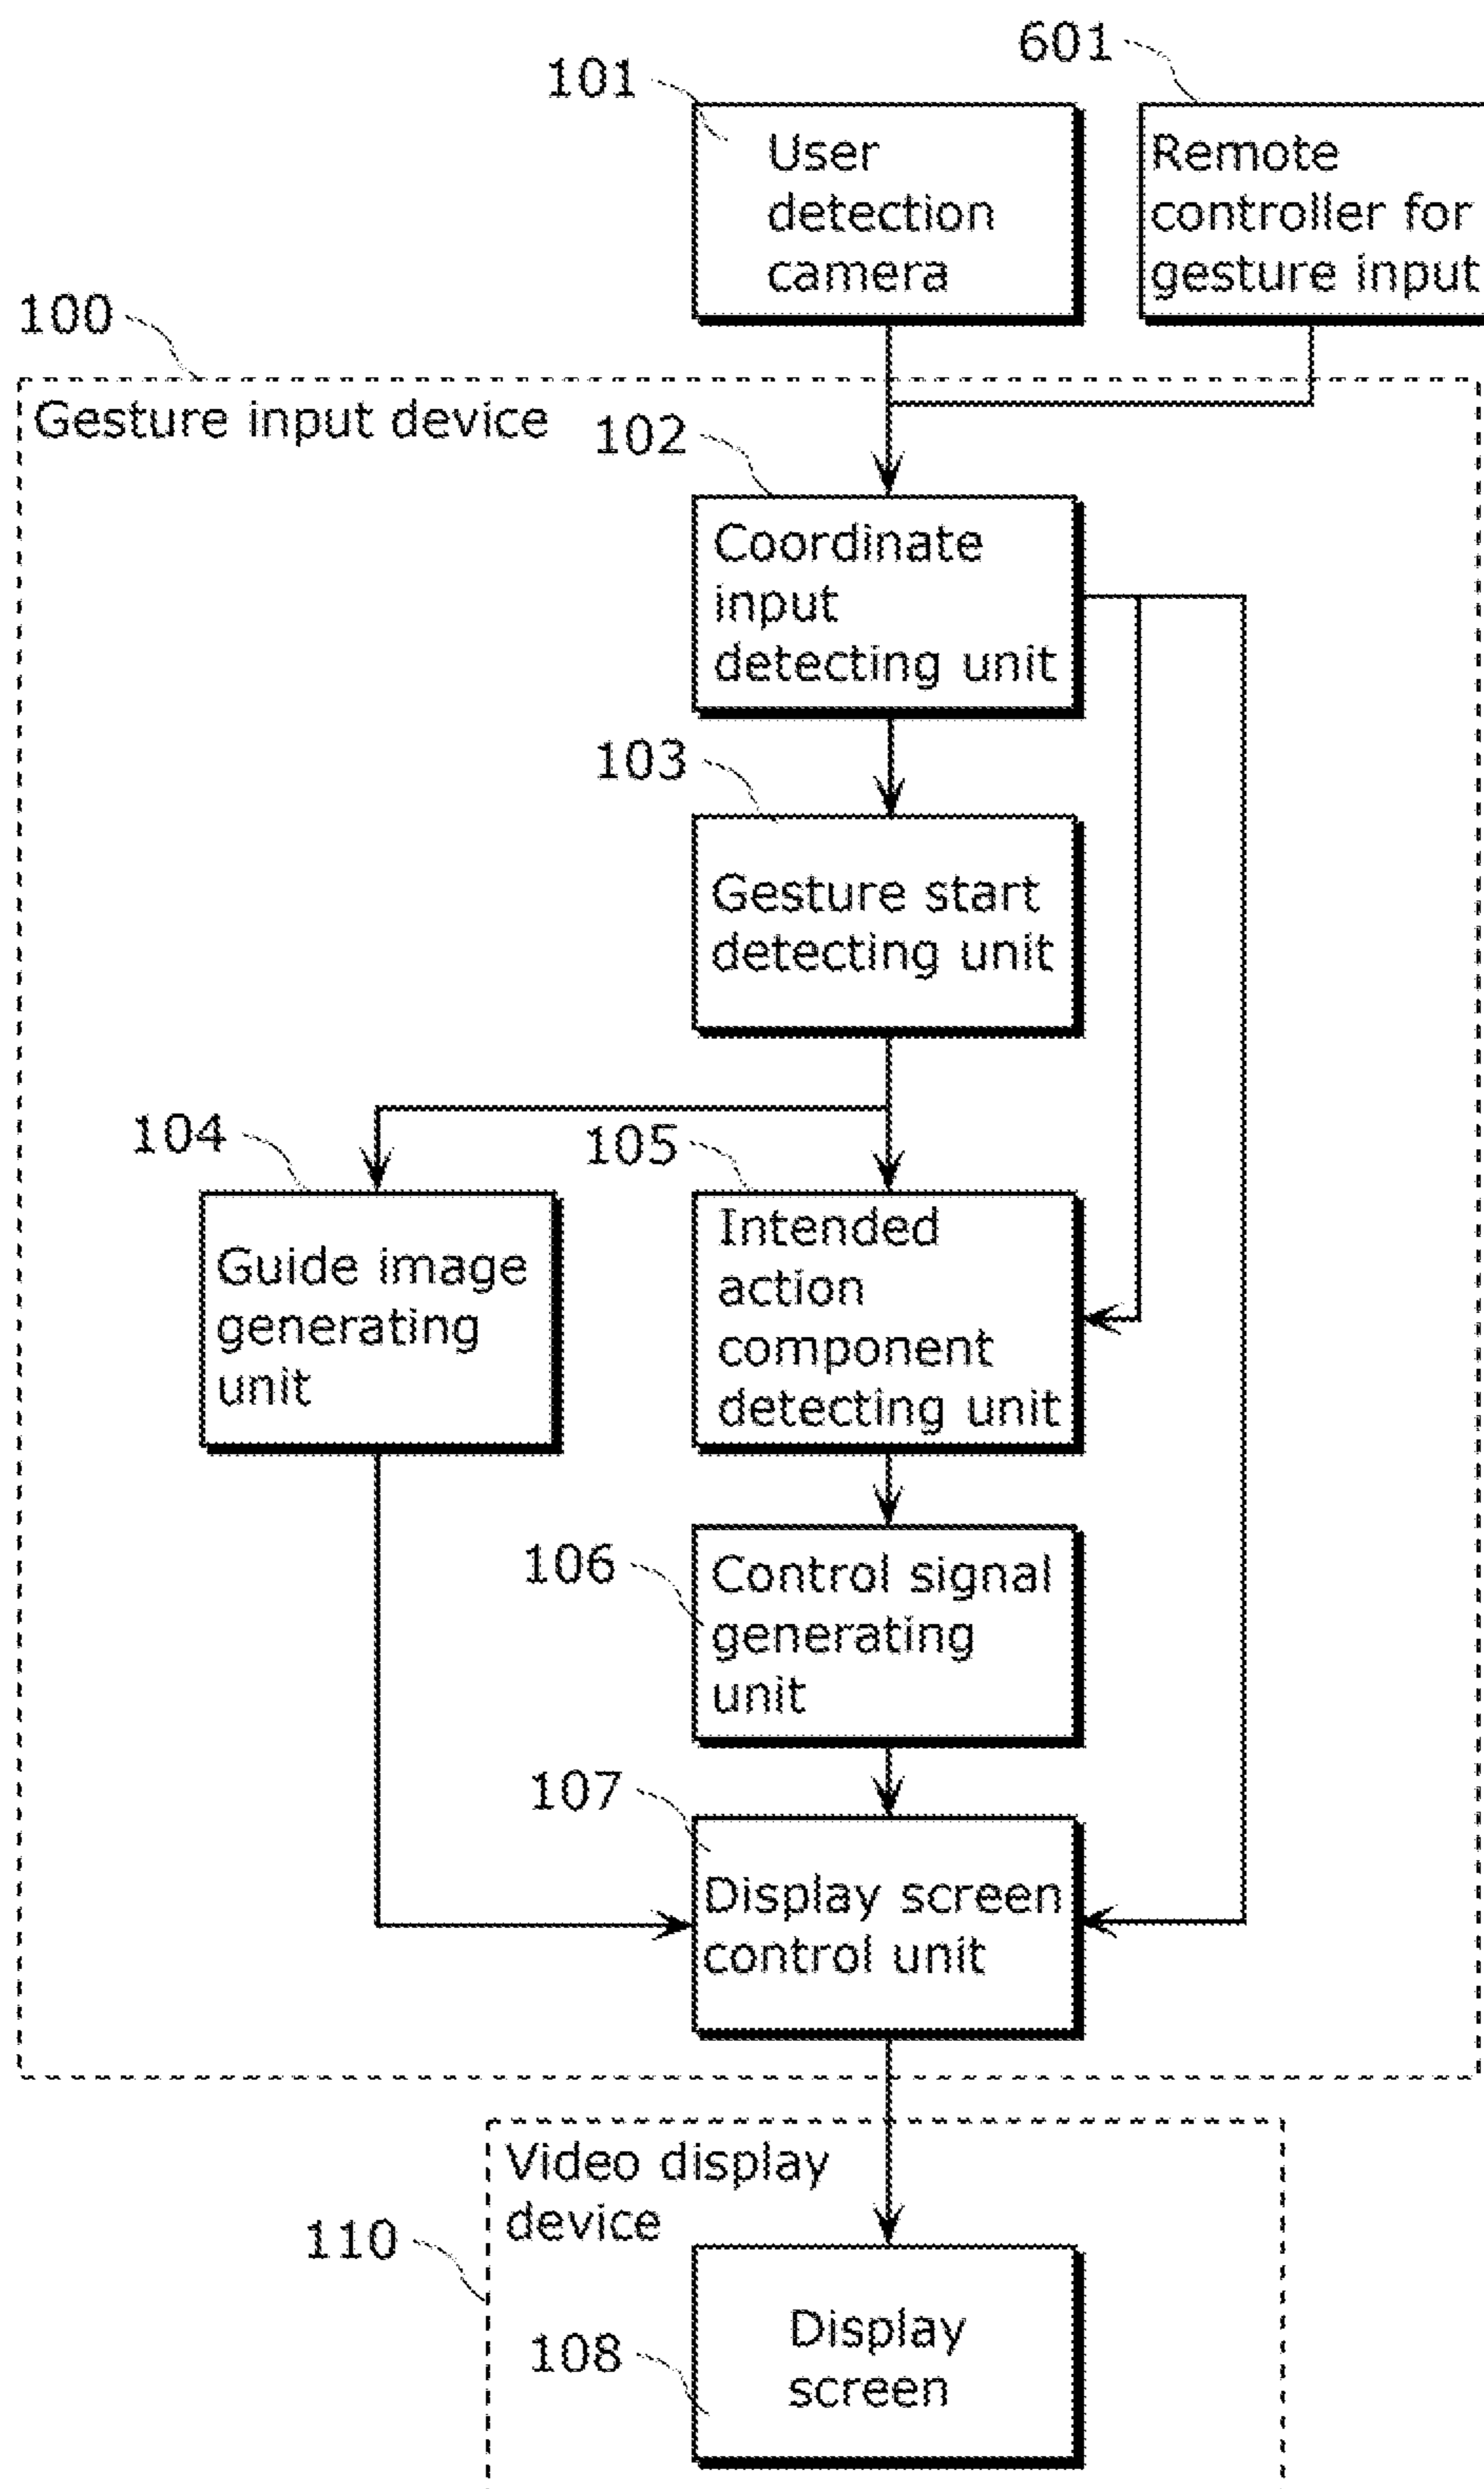 601
101
User
detection
camera
Remote
controller for
gesture input
100
Gesture input device
102
Coordinate
input
detecting unit
103
Gesture start
detecting unit
104
105
Guide image
generating
unit
Intended
action
component
detecting unit
106
Control signal
generating
unit
107
Display screen
control unit
Video display
device
110
108
Display
screen